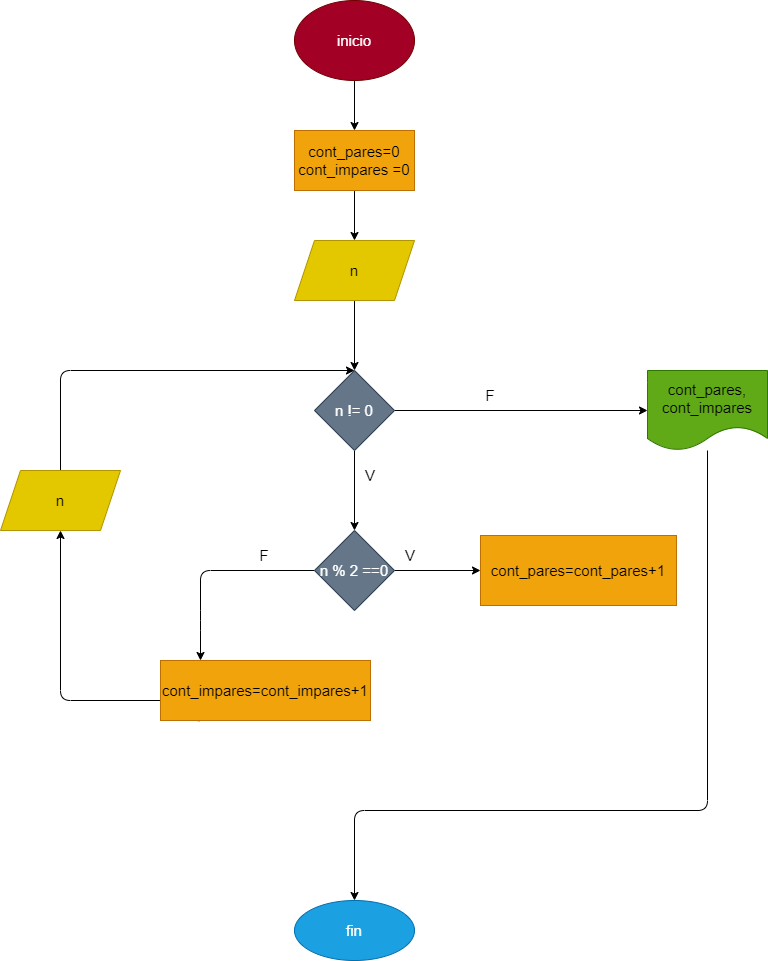 inicio
cont_pares=0
cont_impares =0
n
n != 0
F
cont_pares,
cont_impares
V
n
n % 2 ==0
F
V
cont_pares=cont_pares+1
cont_impares=cont_impares+1
fin